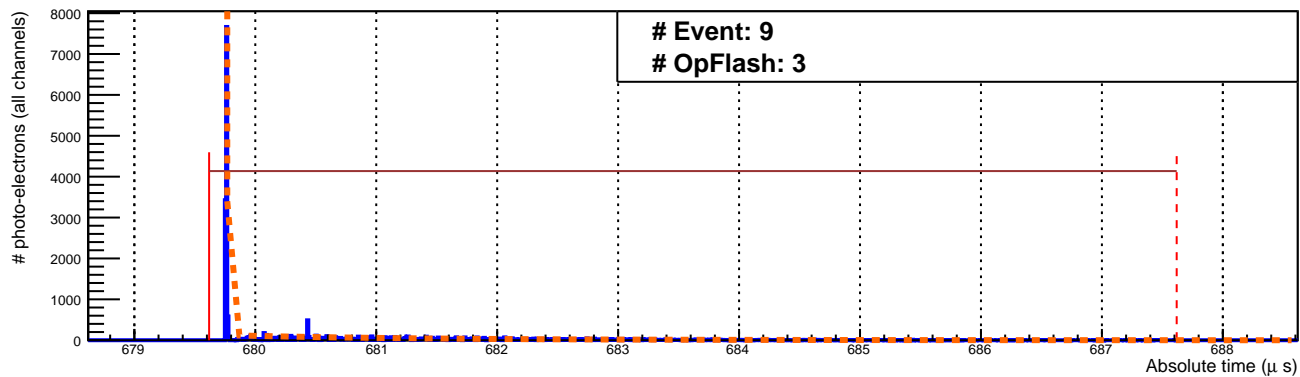 # Event: 9
# OpFlash: 3
# photo-electrons (all channels)
8000
7000
6000
5000
4000
3000
2000
1000
0
679 680 681 682 683 684 685 686 687 688
Absolute time (μ s)